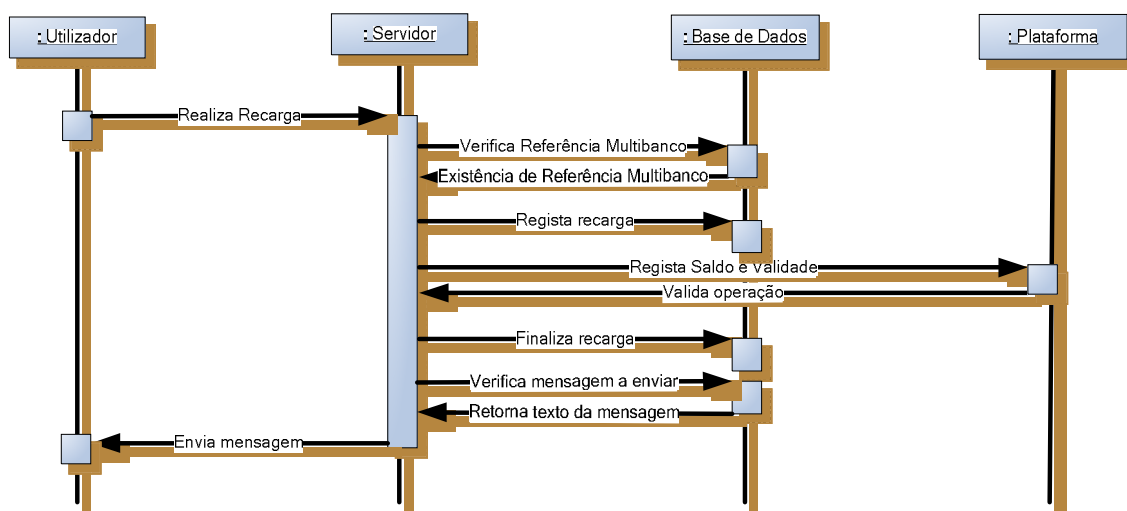 : Utilizador
: Servidor
: Base de Dados
: Plataforma
Realiza Recarga
Verifica Referência Multibanco
Existência de Referência Multibanco
Regista recarga
Regista Saldo e Validade
Valida operação
Finaliza recarga
Verifica mensagem a enviar
Retorna texto da mensagem
Envia mensagem